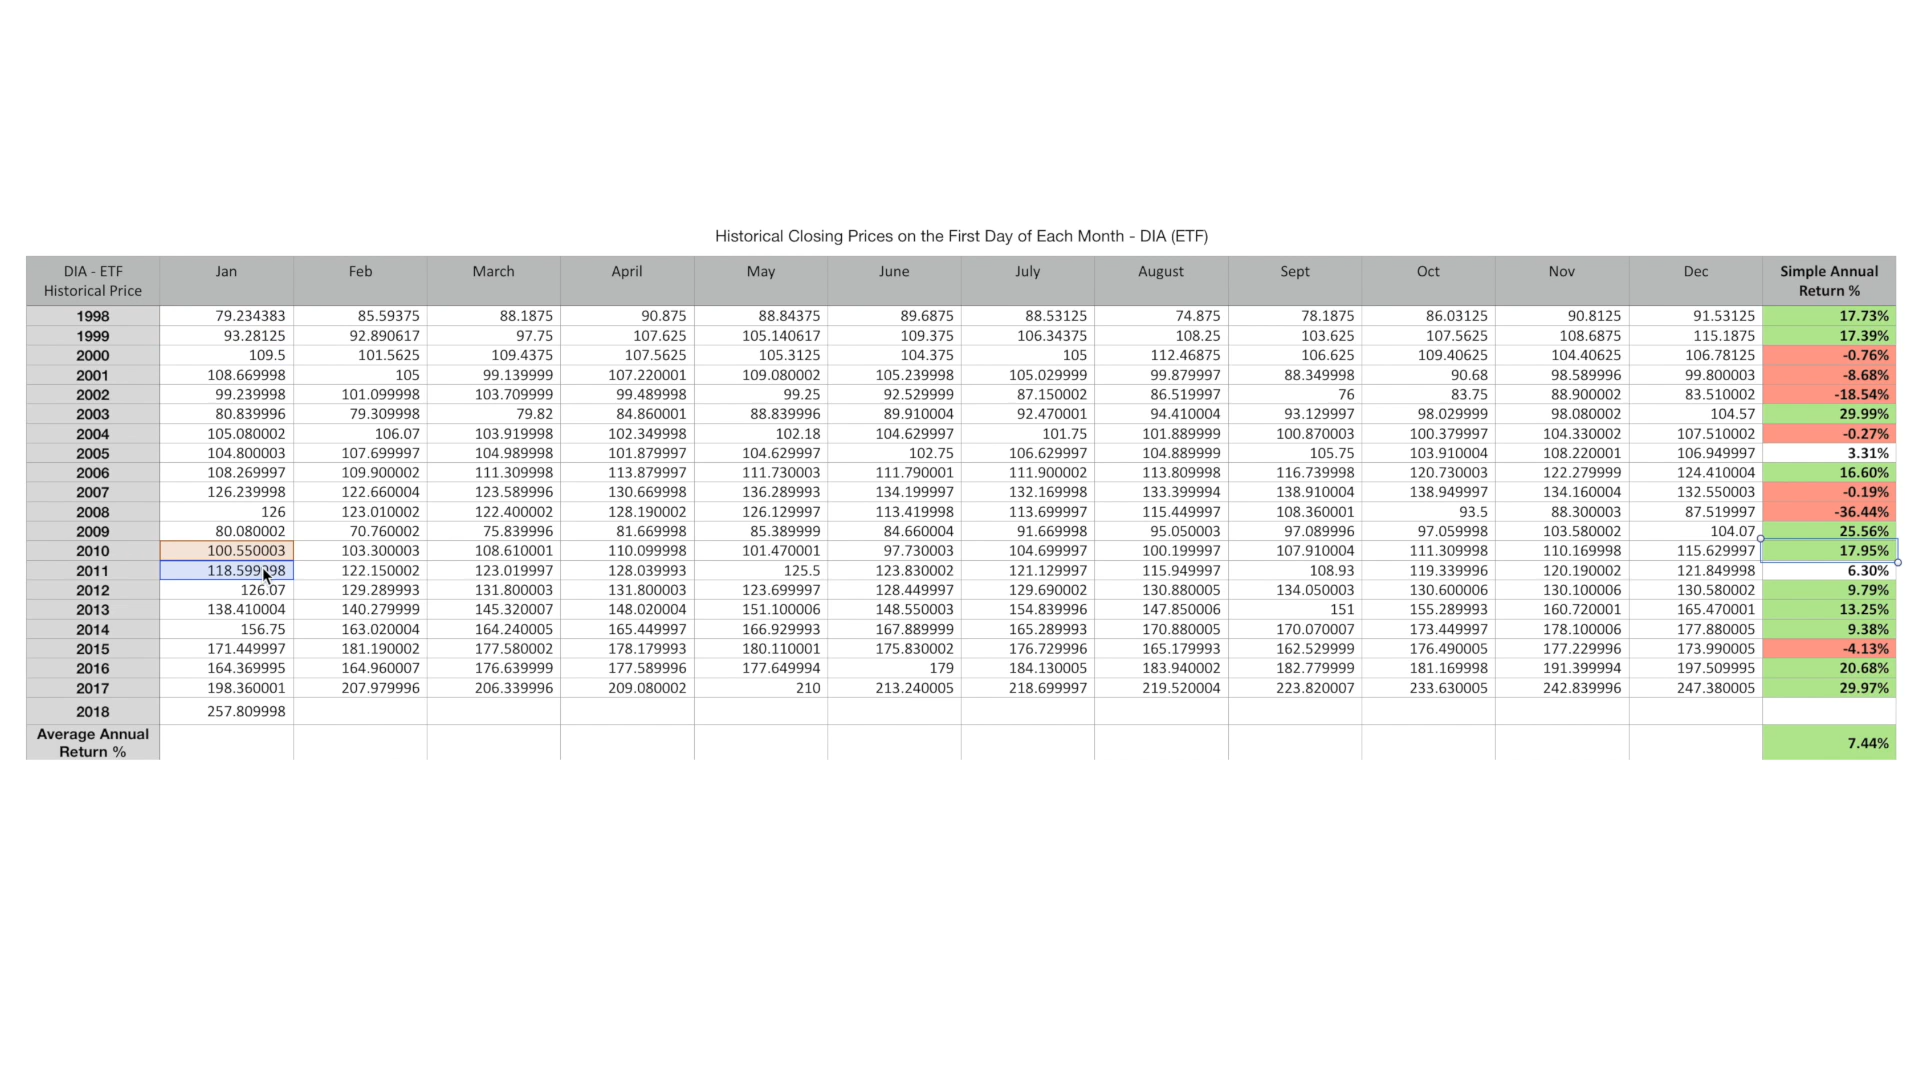 Historical Closing Prices on the First Day of Each Month - DIA (ETF)
DIA - ETF Historical Price Jan Feb March April May June July August Sept Oct Nov Dec Simple Annual Return %
1998 79.234383 85.59375 88.1875 90.875 88.84375 89.6875 88.53125 74.875 78.1875 86.03125 90.8125 91.53125 17.73%
1999 93.28125 92.890617 97.75 107.625 105.140617 109.375 106.34375 108.25 103.625 107.5625 108.6875 115.1875 17.39%
2000 109.5 101.5625 109.4375 107.5625 105.3125 104.375 105 112.46875 106.625 109.40625 104.40625 106.78125 -0.76%
2001 108.669998 105 99.139999 107.220001 109.080002 105.239998 105.029999 99.879997 88.349998 90.68 98.589996 99.800003 -8.68%
2002 99.239998 101.099998 103.709999 99.489998 99.25 92.529999 87.150002 86.519997 76 83.75 88.900002 83.510002 -18.54%
2003 80.839996 79.309998 79.82 84.860001 88.839996 89.910004 92.470001 94.410004 93.129997 98.029999 98.080002 104.57 29.99%
2004 105.080002 106.07 103.919998 102.349998 102.18 104.629997 101.75 101.889999 100.870003 100.379997 104.330002 107.510002 -0.27%
2005 104.800003 107.699997 104.989998 101.879997 104.629997 102.75 106.629997 104.889999 105.75 103.910004 108.220001 106.949997 3.31%
2006 108.269997 109.900002 111.309998 113.879997 111.730003 111.790001 111.900002 113.809998 116.739998 120.730003 122.279999 124.410004 16.60%
2007 126.239998 122.660004 123.589996 130.669998 136.289993 134.199997 132.169998 133.399994 138.910004 138.949997 134.160004 132.550003 -0.19%
2008 126 123.010002 122.400002 128.190002 126.129997 113.419998 113.699997 115.449997 108.360001 93.5 88.300003 87.519997 -36.44%
2009 80.080002 70.760002 75.839996 81.669998 85.389999 84.660004 91.669998 95.050003 97.089996 97.059998 103.580002 104.07 25.56%
2010 100.550003 103.300003 108.610001 110.099998 101.470001 97.730003 104.699997 100.199997 107.910004 111.309998 110.169998 115.629997 17.95%
2011 118.599998 122.150002 123.019997 128.039993 125.5 123.830002 121.129997 115.949997 108.93 119.339996 120.190002 121.849998 6.30%
2012 126.07 129.289993 131.800003 131.800003 123.699997 128.449997 129.690002 130.880005 134.050003 130.600006 130.100006 130.580002 9.79%
2013 138.410004 140.279999 145.320007 148.020004 151.100006 148.550003 154.839996 147.850006 151 155.289993 160.720001 165.470001 13.25%
2014 156.75 163.020004 164.240005 165.449997 166.929993 167.889999 165.289993 170.880005 170.070007 173.449997 178.100006 177.880005 9.38%
2015 171.449997 181.190002 177.580002 178.179993 180.110001 175.830002 176.729996 165.179993 162.529999 176.490005 177.229996 173.990005 -4.13%
2016 164.369995 164.960007 176.639999 177.589996 177.649994 179 184.130005 183.940002 182.779999 181.169998 191.399994 197.509995 20.68%
2017 198.360001 207.979996 206.339996 209.080002 210 213.240005 218.699997 219.520004 223.820007 233.630005 242.839996 247.380005 29.97%
2018 257.809998
Average Annual Return % 7.44%